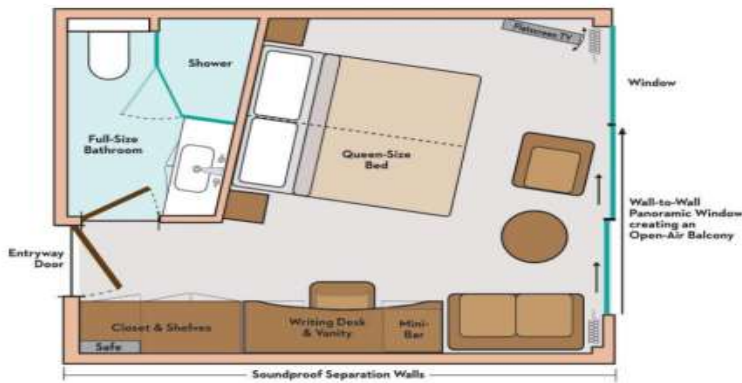 Flatscreen TV
Shower
Window
Full-Size
Bathroom
Queen-Size
Bed
Wall-to-Wall
Panoramic Window
creating an
Open-Air Balcony
Entryway
Door
Closet & Shelves
Writing Desk
& Vanity
Mini-
Bar
Safe
Soundproof Separation Walls